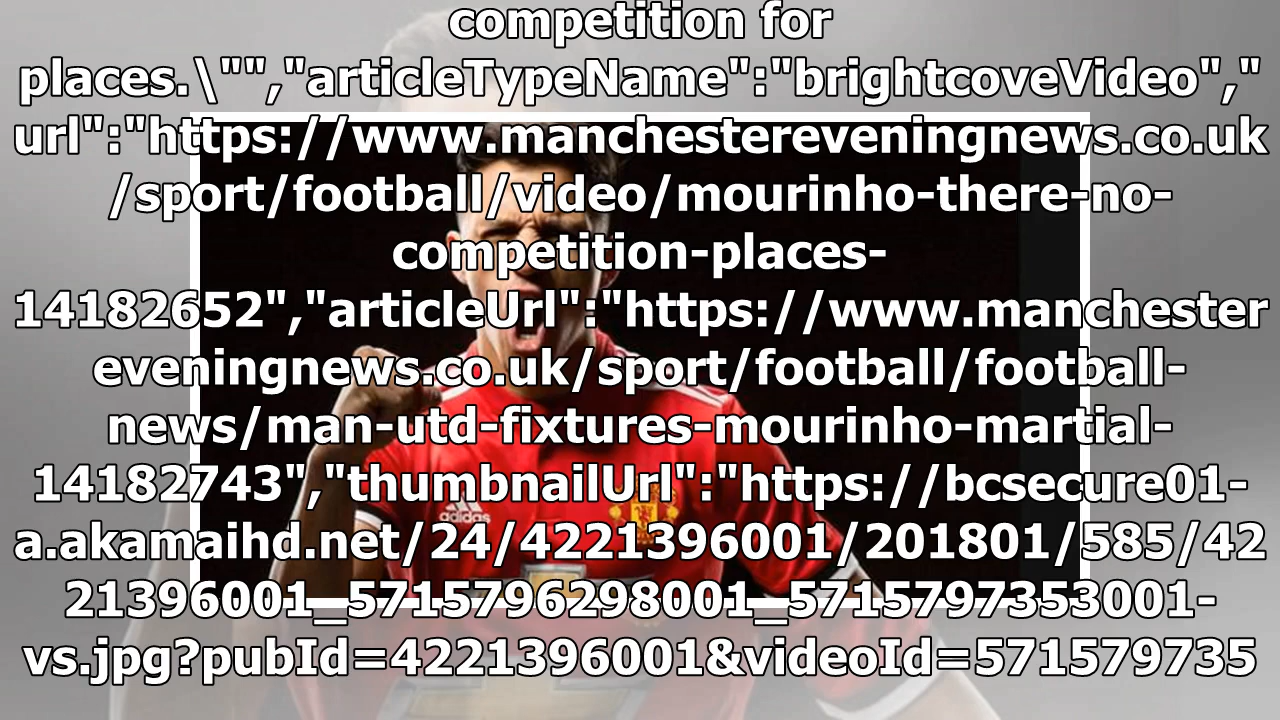 competition for
places.\"","articleTypeName":"brightcoveVideo","
url":"https://www.manchestereveningnews.co.uk
/sport/football/video/mourinho-there-no-
competition-places-
14182652","articleUrl":"https://www.manchester
eveningnews.co.uk/sport/football/football-
news/man-utd-fixtures-mourinho-martial-
14182743","thumbnailUrl":"https://bcsecure01-
adidas
a.akamaihd.net/24/4221396001/201801/585/42
21396001_5715796298001_5715797353001-
vs.jpg?pubId=4221396001&videoId=571579735